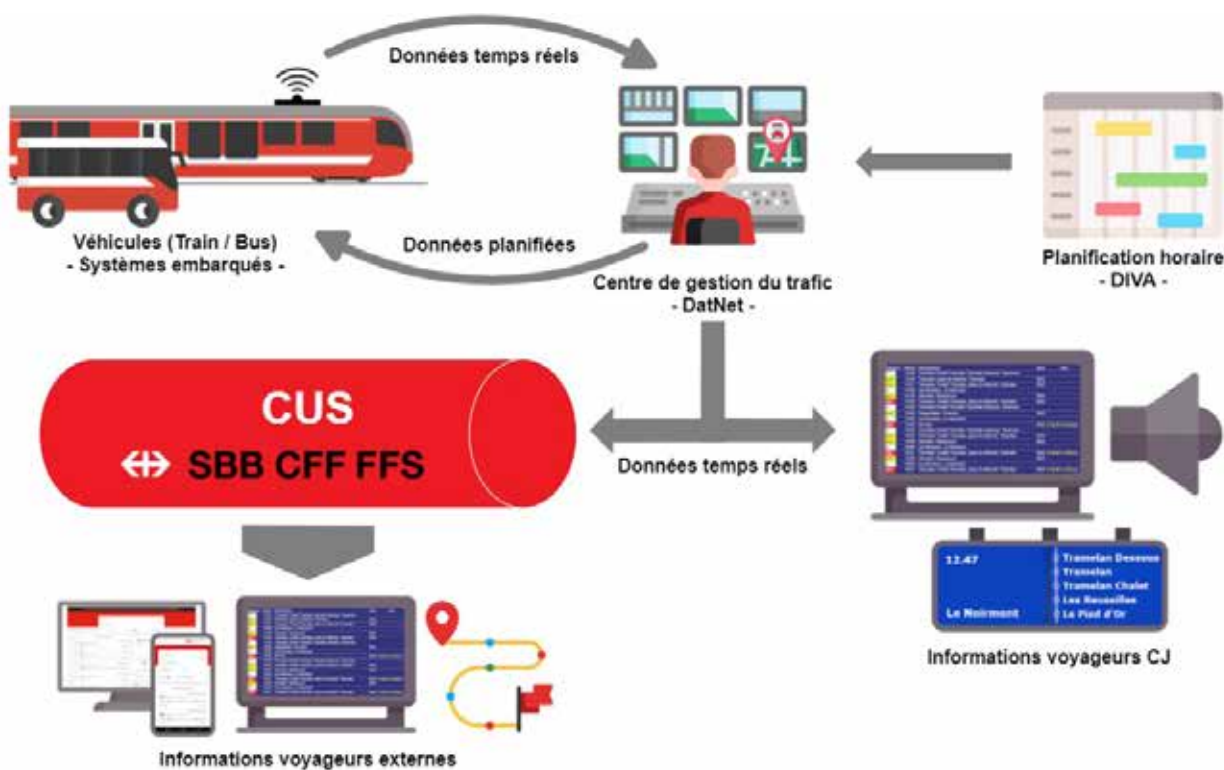 Données temps réels
Véhicules (Train / Bus)
- Systèmes embarqués -
Données planifiées
Centre de gestion du trafic
- DatNet -
Planification horaire
- DIVA -
CUS
SBB CFF FFS
Données temps réels
12.47
Le Noirmont
Tramelan Dessous
Tramelan
Tramelan Chalet
Les Reussilles
Le Pied d'Or
Informations voyageurs CJ
Informations voyageurs externes